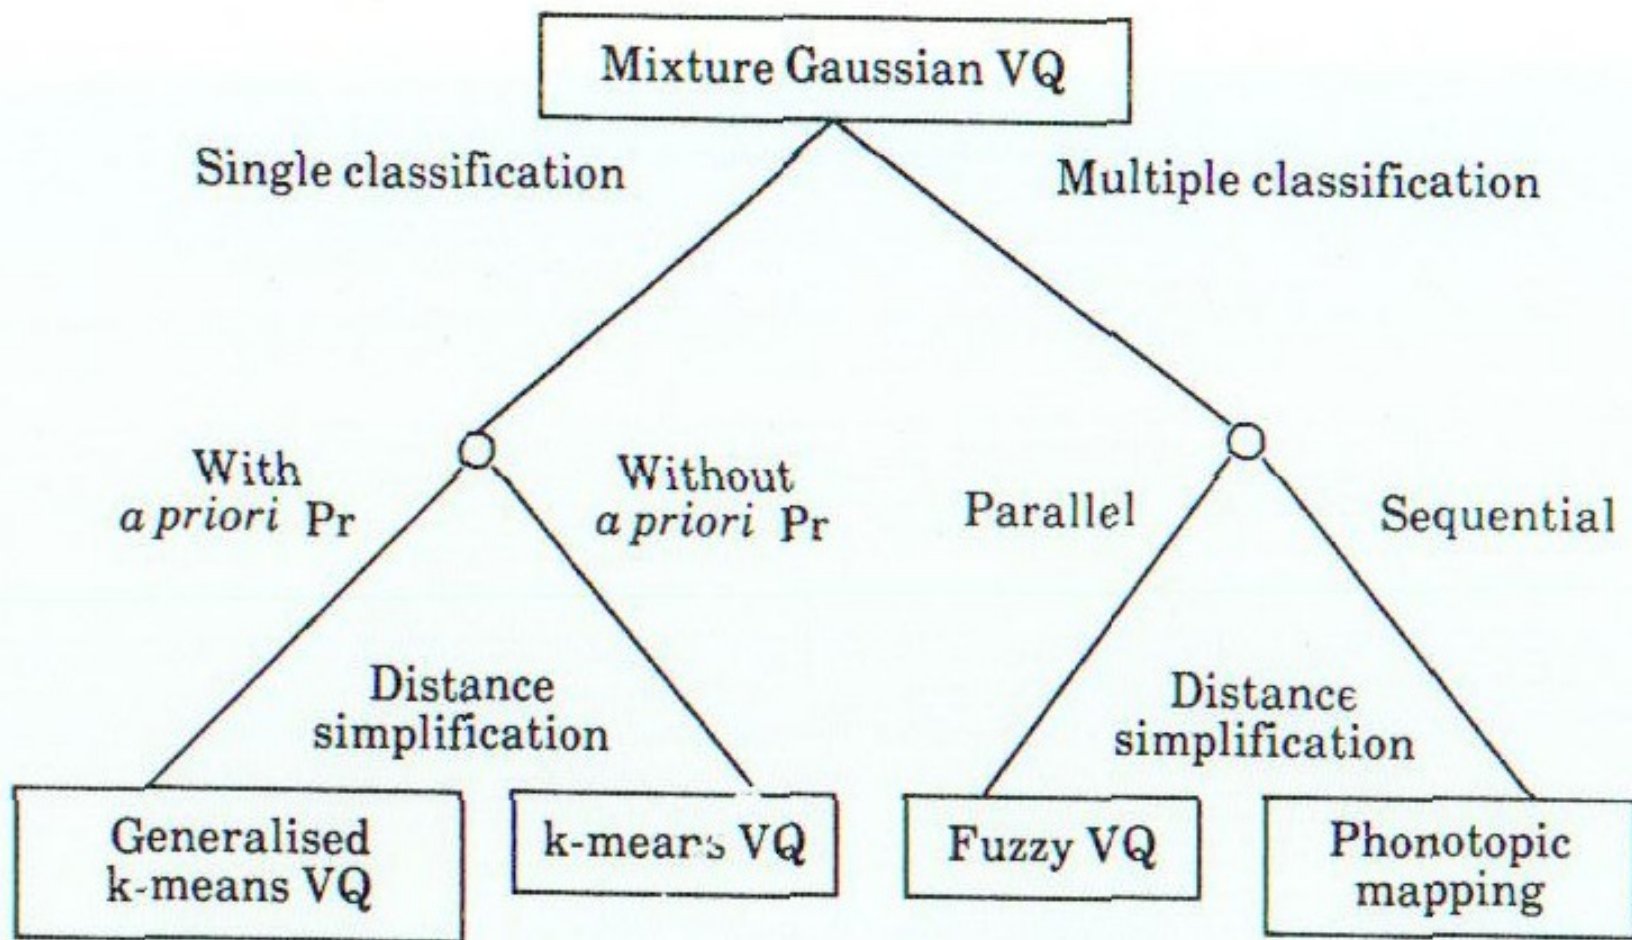 Mixture Gaussian VQ
Single classification
Multiple classification
With
a priori Pr
Without
a priori Pr
Parallel
Sequential
Distance
simplification
Distance
simplification
Generalised
k-means VQ
k-means VQ
Fuzzy VQ
Phonotopic
mapping